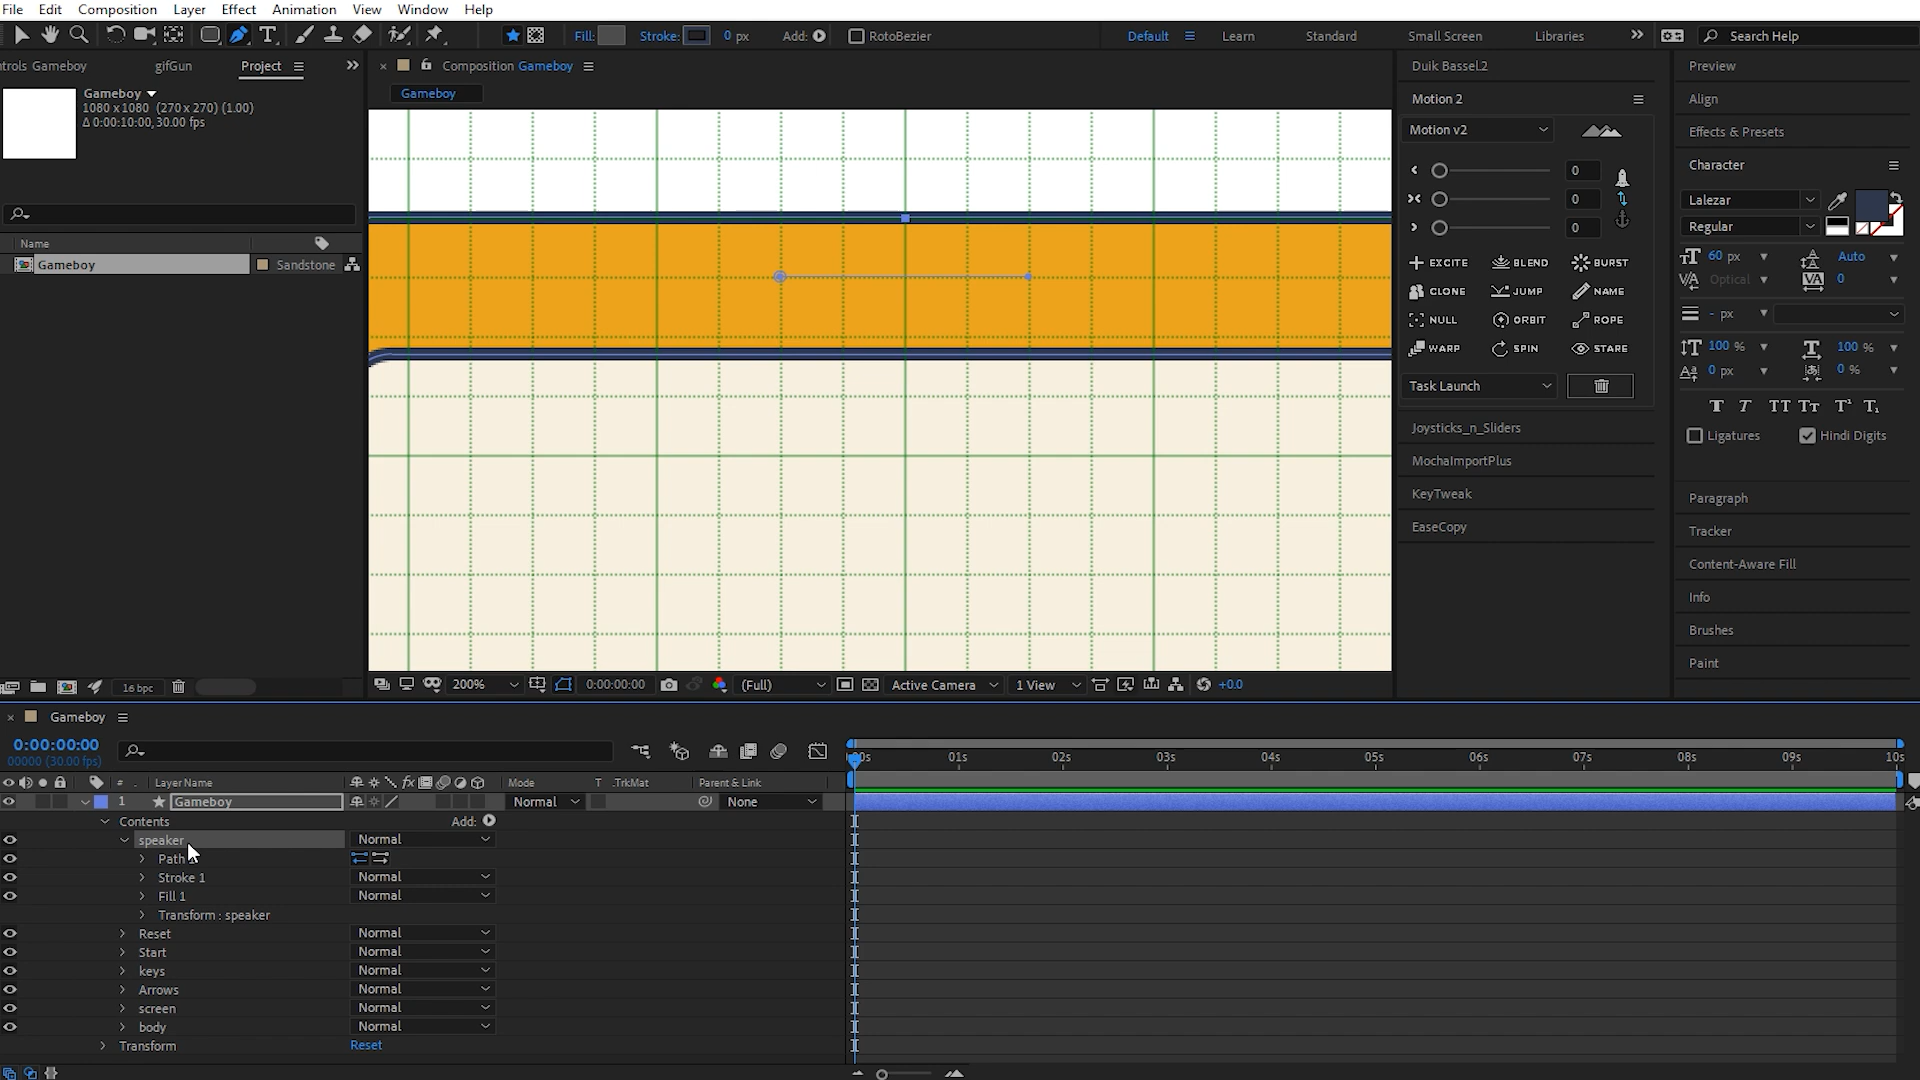 File Edit Composition Layer Effect Animation View Window Help
Fill: Stroke: 0 px Add: RotoBezier Default Learn Standard Small Screen Libraries Search Help
trols Gameboy gifGun Project
Composition Gameboy
Gameboy
Gameboy
1080 x 1080 (270 x 270) (1.00)
Δ 0:00:10:00, 30.00 fps
Name
Gameboy Sandstone
16 bpc
200% 0:00:00:00 (Full) Active Camera 1 View +0.0
Duik Bassel.2
Motion 2
Motion v2
0
0
0
EXCITE BLEND BURST
CLONE JUMP NAME
NULL ORBIT ROPE
WARP SPIN STARE
Task Launch
Joysticks_n_Sliders
MochaImportPlus
KeyTweak
EaseCopy
Preview
Align
Effects & Presets
Character
Lalezar
Regular
60 px Auto
Optical 0
- px
100 % 100 %
0 px 0 %
T T TT Tt T¹ T₁
Ligatures Hindi Digits
Paragraph
Tracker
Content-Aware Fill
Info
Brushes
Paint
Gameboy
0:00:00:00
00000 (30.00 fps)
# Layer Name Mode T .TrkMat Parent & Link
1 Gameboy Normal None
Contents Add:
speaker Normal
Path
Stroke 1 Normal
Fill 1 Normal
Transform : speaker
Reset Normal
Start Normal
keys Normal
Arrows Normal
screen Normal
body Normal
Transform Reset
00s 01s 02s 03s 04s 05s 06s 07s 08s 09s 10s